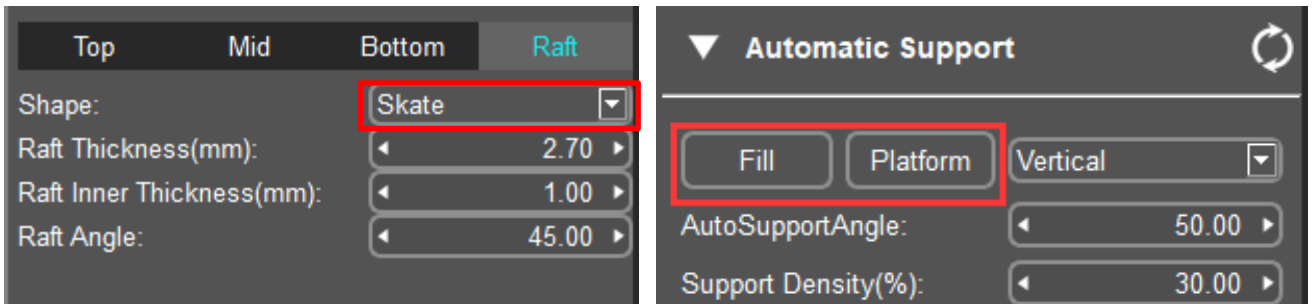 Top Mid Bottom Raft
Shape: Skate
Raft Thickness(mm): 2.70
Raft Inner Thickness(mm): 1.00
Raft Angle: 45.00
Automatic Support
Fill Platform Vertical
AutoSupportAngle: 50.00
Support Density(%): 30.00